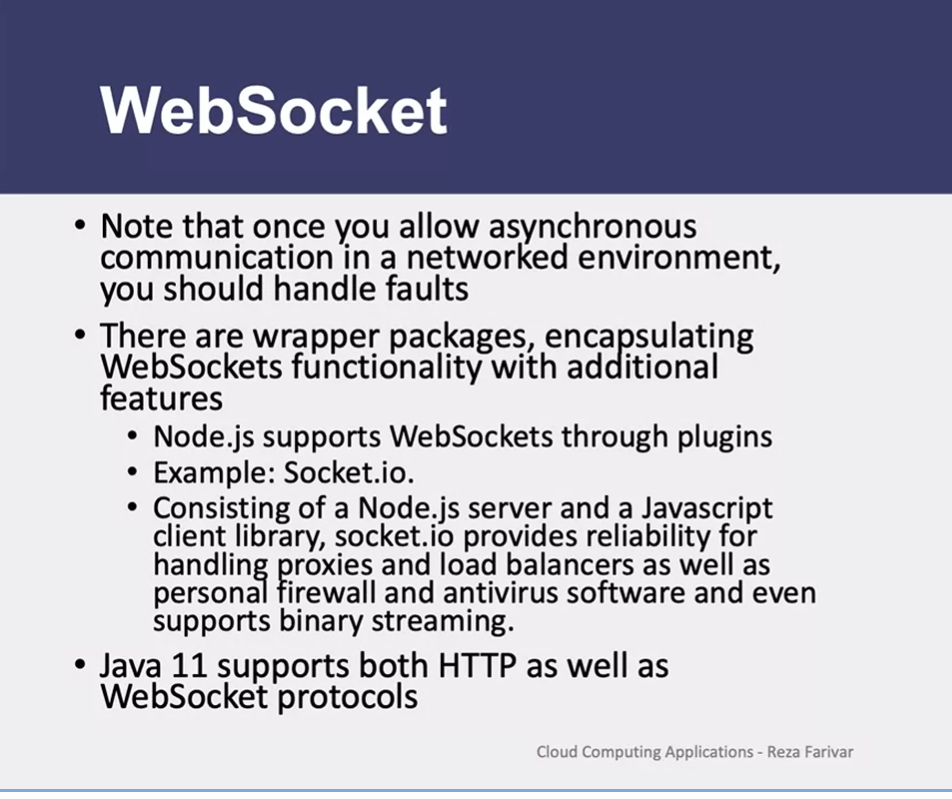 WebSocket
• Note that once you allow asynchronous
communication in a networked environment,
you should handle faults
• There are wrapper packages, encapsulating
WebSockets functionality with additional
features
• Node.js supports WebSockets through plugins
• Example: Socket.io.
• Consisting of a Node.js server and a Javascript
client library, socket.io provides reliability for
handling proxies and load balancers as well as
personal firewall and antivirus software and even
supports binary streaming.
• Java 11 supports both HTTP as well as
WebSocket protocols
Cloud Computing Applications - Reza Farivar